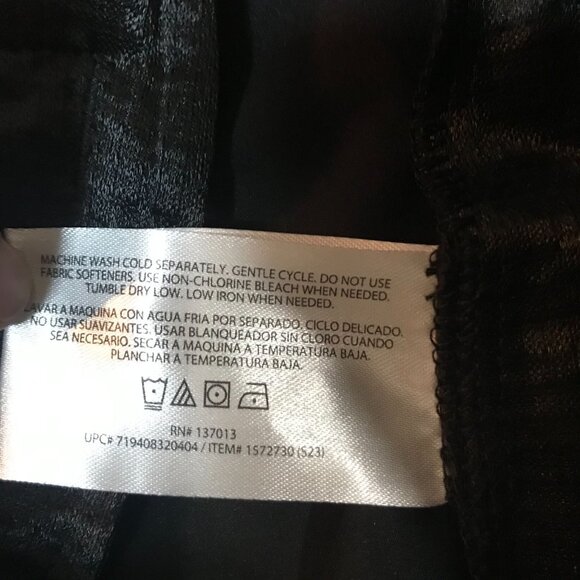 MACHINE WASH COLD SEPARATELY. GENTLE CYCLE. DO NOT USE
FABRIC SOFTENERS. USE NON-CHLORINE BLEACH WHEN NEEDED.
TUMBLE DRY LOW. LOW IRON WHEN NEEDED.
LAVAR A MAQUINA CON AGUA FRIA POR SEPARADO. CICLO DELICADO.
NO USAR SUAVIZANTES. USAR BLANQUEADOR SIN CLORO CUANDO
SEA NECESARIO. SECAR A MAQUINA A TEMPERATURA BAJA.
PLANCHAR A TEMPERATURA BAJA.
RN# 137013
UPC# 719408320404 / ITEM# 1572730 (S23)